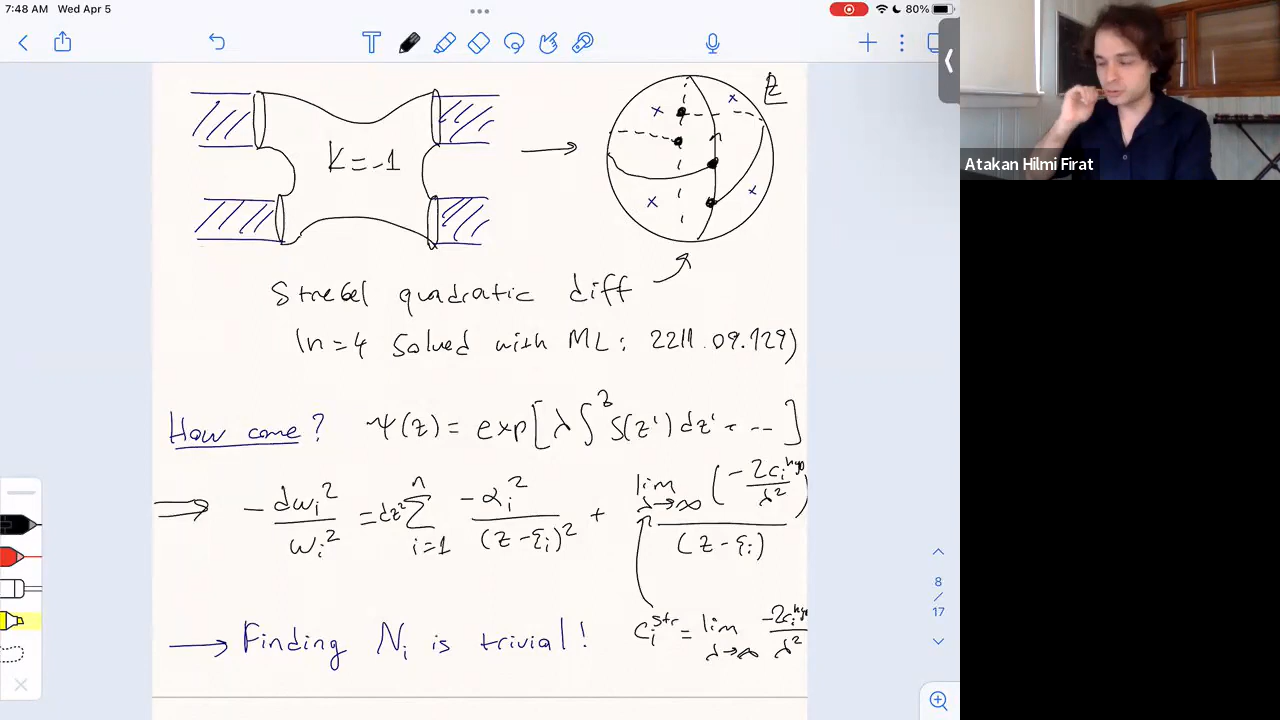 7:48 AM Wed Apr 5
80%
K = -1
Z
Atakan Hilmi Firat
Strebel quadratic diff
(n = 4 solved with ML: 2211.09.129)
How come? ψ(z) = exp[λ ∫^z S(z') dz' + -- ]
⟹ - dw_i^2 / w_i^2 = dz^2 Σ_{i=1}^n -α_i^2 / (z - ξ_i)^2 + lim_{λ→∞} (-2c_i^{hyp} / λ^2) / (z - ξ_i)
→ Finding N_i is trivial! c_i^{str} = lim_{λ→∞} -2c_i^{hyp} / λ^2
8
/
17